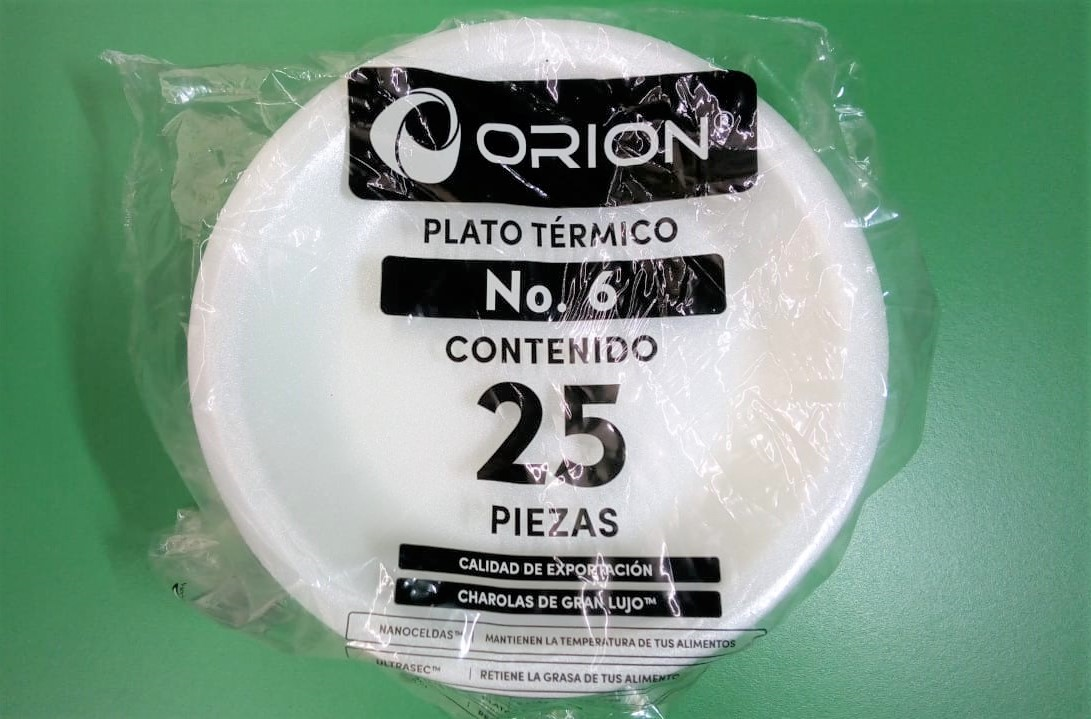 ORION®
PLATO TÉRMICO
No. 6
CONTENIDO
25
PIEZAS
CALIDAD DE EXPORTACIÓN
CHAROLAS DE GRAN LUJO™
NANOCELDAS™ | MANTIENEN LA TEMPERATURA DE TUS ALIMENTOS
ULTRASEC™ | RETIENE LA GRASA DE TUS ALIMENTOS